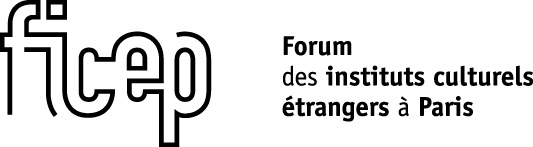 ficep
Forum
des instituts culturels
étrangers à Paris